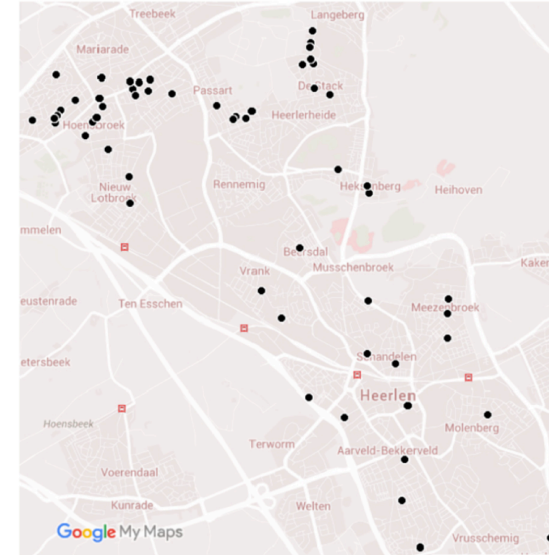 Treebeek
Langeberg
Mariarade
De Stack
Passart
Heerlerheide
Hoensbroek
Rennemig
Heksenberg
Heihoven
Nieuw
Lotbroek
mmelen
Beersdal
Kaker
Musschenbroek
Vrank
eustenrade
Ten Esschen
Meezenbroek
etersbeek
Schandelen
Heerlen
Hoensbeek
Molenberg
Terworm
Aarveld-Bekkerveld
Voerendaal
Kunrade
Welten
Google My Maps
Vrusschemig